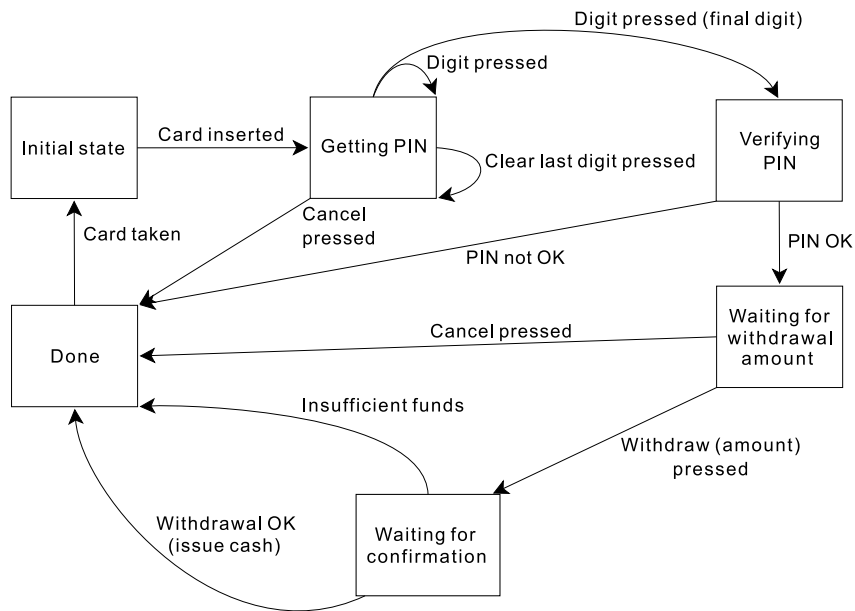 Digit pressed (final digit)
Digit pressed
Card inserted
Initial state
Getting PIN
Verifying
PIN
Clear last digit pressed
Cancel
pressed
Card taken
PIN not OK
PIN OK
Waiting for
withdrawal
amount
Cancel pressed
Done
Insufficient funds
Withdraw (amount)
pressed
Withdrawal OK
(issue cash)
Waiting for
confirmation